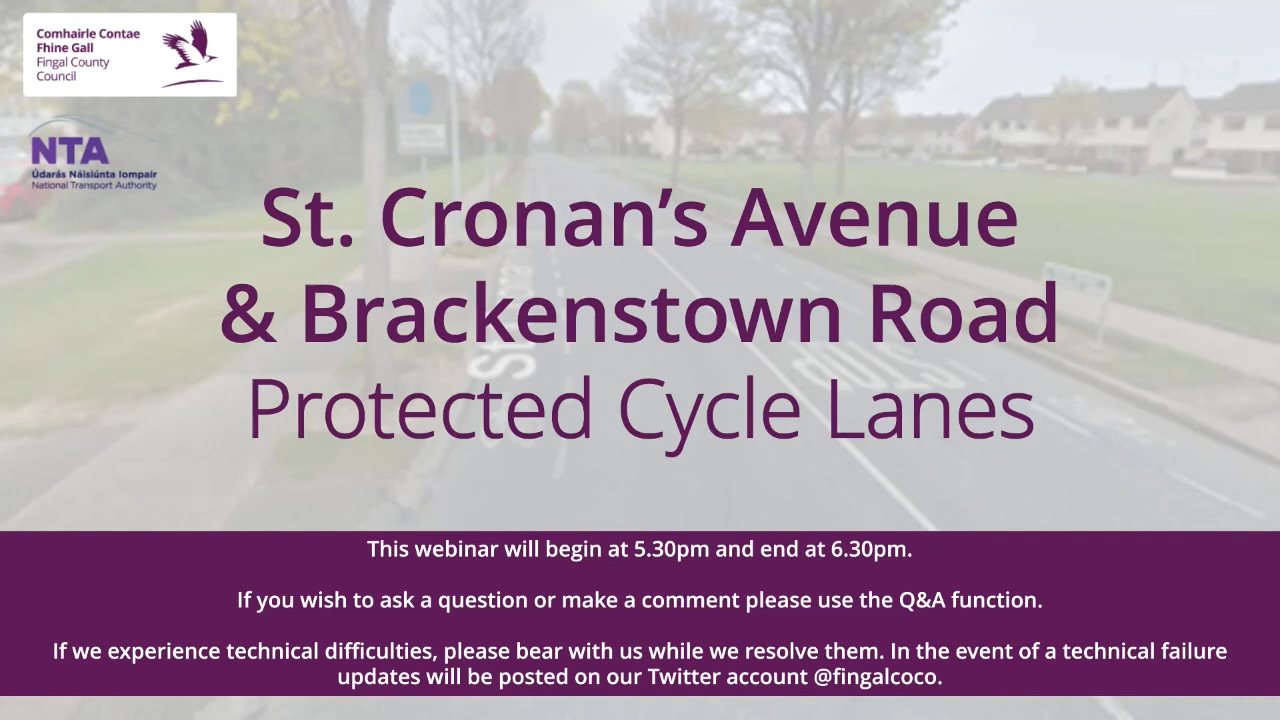 Comhairle Contae
Fhine Gall
Fingal County
Council
NTA
Údarás Náisiúnta Iompair
National Transport Authority
St. Cronan’s Avenue
& Brackenstown Road
Protected Cycle Lanes
This webinar will begin at 5.30pm and end at 6.30pm.
If you wish to ask a question or make a comment please use the Q&A function.
If we experience technical difficulties, please bear with us while we resolve them. In the event of a technical failure
updates will be posted on our Twitter account @fingalcoco.